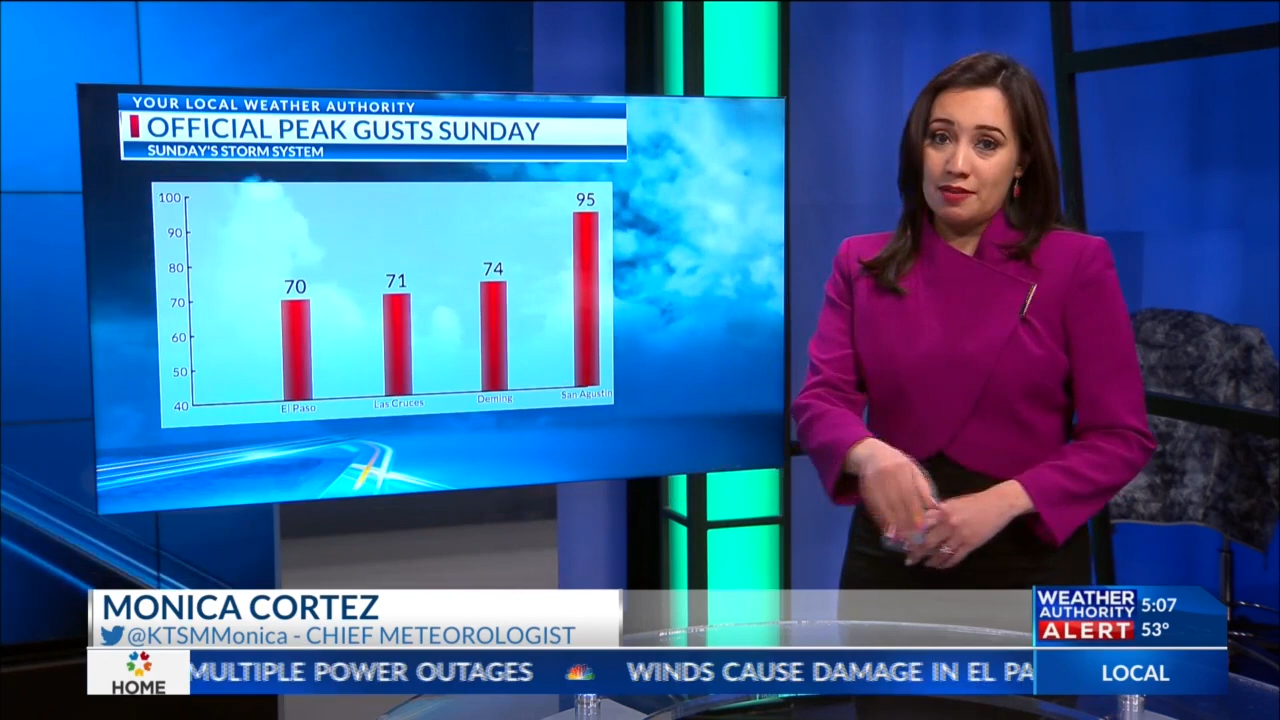 YOUR LOCAL WEATHER AUTHORITY
OFFICIAL PEAK GUSTS SUNDAY
SUNDAY'S STORM SYSTEM
100
90
80
70
60
50
40
70
71
74
95
El Paso
Las Cruces
Deming
San Agustin
MONICA CORTEZ
@KTSMMonica - CHIEF METEOROLOGIST
WEATHER
AUTHORITY
ALERT
5:07
53°
HOME
MULTIPLE POWER OUTAGES
WINDS CAUSE DAMAGE IN EL PA
LOCAL